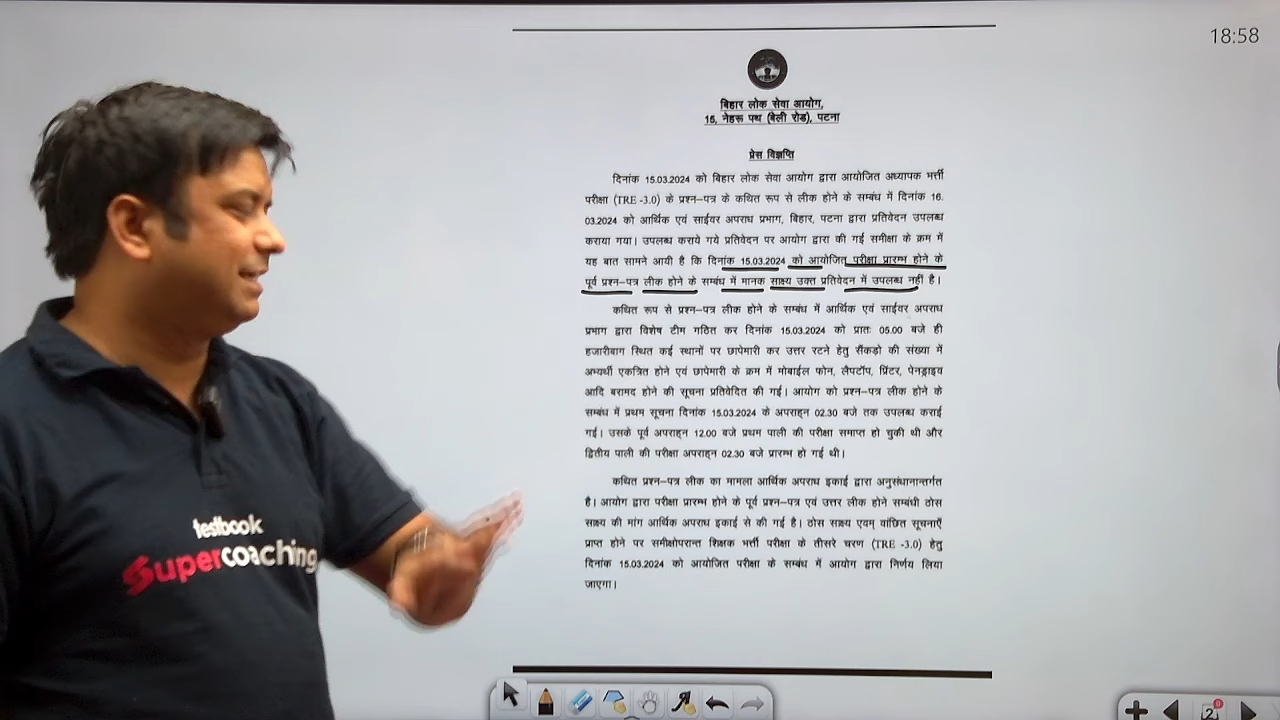 18:58
बिहार लोक सेवा आयोग,
15, नेहरू पथ (बेली रोड), पटना
प्रेस विज्ञप्ति
दिनांक 15.03.2024 को बिहार लोक सेवा आयोग द्वारा आयोजित अध्यापक भर्ती
परीक्षा (TRE -3.0) के प्रश्न–पत्र के कथित रूप से लीक होने के सम्बंध में दिनांक 16.
03.2024 को आर्थिक एवं साईवर अपराध प्रभाग, बिहार, पटना द्वारा प्रतिवेदन उपलब्ध
कराया गया। उपलब्ध कराये गये प्रतिवेदन पर आयोग द्वारा की गई समीक्षा के क्रम में
यह बात सामने आयी है कि दिनांक 15.03.2024 को आयोजित परीक्षा प्रारम्भ होने के
पूर्व प्रश्न–पत्र लीक होने के सम्बंध में मानक साक्ष्य उक्त प्रतिवेदन में उपलब्ध नहीं है।
कथित रूप से प्रश्न–पत्र लीक होने के सम्बंध में आर्थिक एवं साईवर अपराध
प्रभाग द्वारा विशेष टीम गठित कर दिनांक 15.03.2024 को प्रातः 05.00 बजे ही
हजारीबाग स्थित कई स्थानों पर छापेमारी कर उत्तर रटने हेतु सैंकड़ो की संख्या में
अभ्यर्थी एकत्रित होने एवं छापेमारी के क्रम में मोबाईल फोन, लैपटॉप, प्रिंटर, पेनड्राइव
आदि बरामद होने की सूचना प्रतिवेदित की गई। आयोग को प्रश्न–पत्र लीक होने के
सम्बंध में प्रथम सूचना दिनांक 15.03.2024 के अपराहन 02.30 बजे तक उपलब्ध कराई
गई। उसके पूर्व अपराहन 12.00 बजे प्रथम पाली की परीक्षा समाप्त हो चुकी थी और
द्वितीय पाली की परीक्षा अपराहन 02.30 बजे प्रारम्भ हो गई थी।
कथित प्रश्न–पत्र लीक का मामला आर्थिक अपराध इकाई द्वारा अनुसंधानान्तर्गत
है। आयोग द्वारा परीक्षा प्रारम्भ होने के पूर्व प्रश्न–पत्र एवं उत्तर लीक होने सम्बंधी ठोस
साक्ष्य की मांग आर्थिक अपराध इकाई से की गई है। ठोस साक्ष्य एवम् वांछित सूचनाएँ
प्राप्त होने पर समीक्षोपरान्त शिक्षक भर्ती परीक्षा के तीसरे चरण (TRE -3.0) हेतु
दिनांक 15.03.2024 को आयोजित परीक्षा के सम्बंध में आयोग द्वारा निर्णय लिया
जाएगा।
testbook
Supercoaching
2